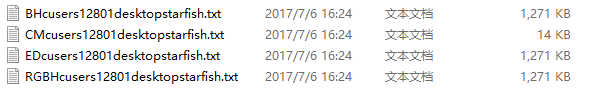 BHcusers12801desktopstarfish.txt 2017/7/6 16:24 文本文档 1,271 KB
CMcusers12801desktopstarfish.txt 2017/7/6 16:24 文本文档 14 KB
EDcusers12801desktopstarfish.txt 2017/7/6 16:24 文本文档 1,271 KB
RGBHcusers12801desktopstarfish.txt 2017/7/6 16:24 文本文档 1,271 KB